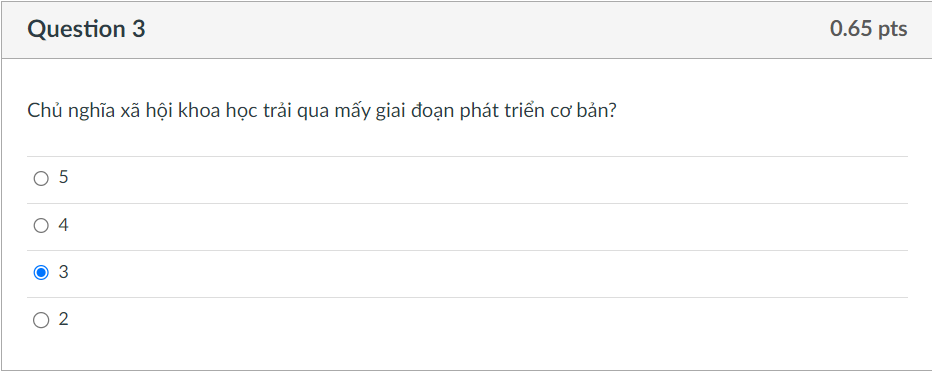 Question 3
0.65 pts
Chủ nghĩa xã hội khoa học trải qua mấy giai đoạn phát triển cơ bản?
5
4
3
2